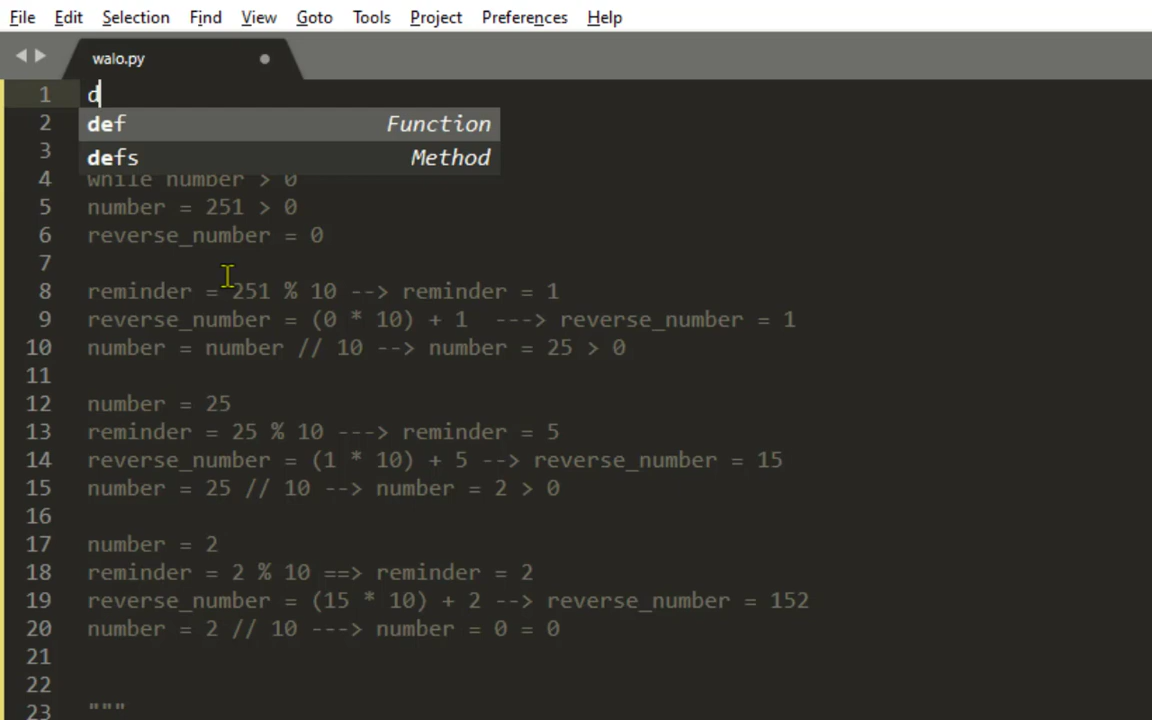 File Edit Selection Find View Goto Tools Project Preferences Help
walo.py
1 d
def Function
2
defs Method
3
4 while number > 0
5 number = 251 > 0
6 reverse_number = 0
7
8 reminder = 251 % 10 --> reminder = 1
9 reverse_number = (0 * 10) + 1  ---> reverse_number = 1
10 number = number // 10 --> number = 25 > 0
11
12 number = 25
13 reminder = 25 % 10 ---> reminder = 5
14 reverse_number = (1 * 10) + 5 --> reverse_number = 15
15 number = 25 // 10 --> number = 2 > 0
16
17 number = 2
18 reminder = 2 % 10 ==> reminder = 2
19 reverse_number = (15 * 10) + 2 --> reverse_number = 152
20 number = 2 // 10 ---> number = 0 = 0
21
22
23 """